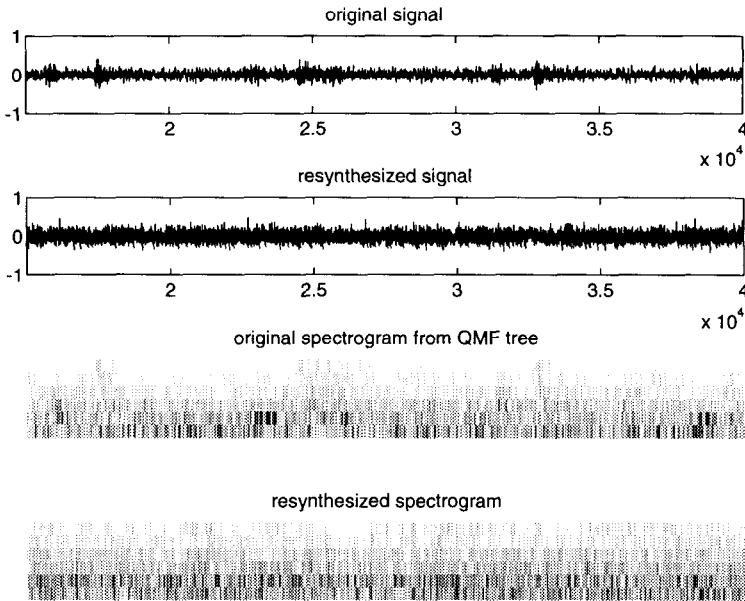 original signal
1
0
-1
2 2.5 3 3.5 4
x 10^4
resynthesized signal
1
0
-1
2 2.5 3 3.5 4
x 10^4
original spectrogram from QMF tree
resynthesized spectrogram